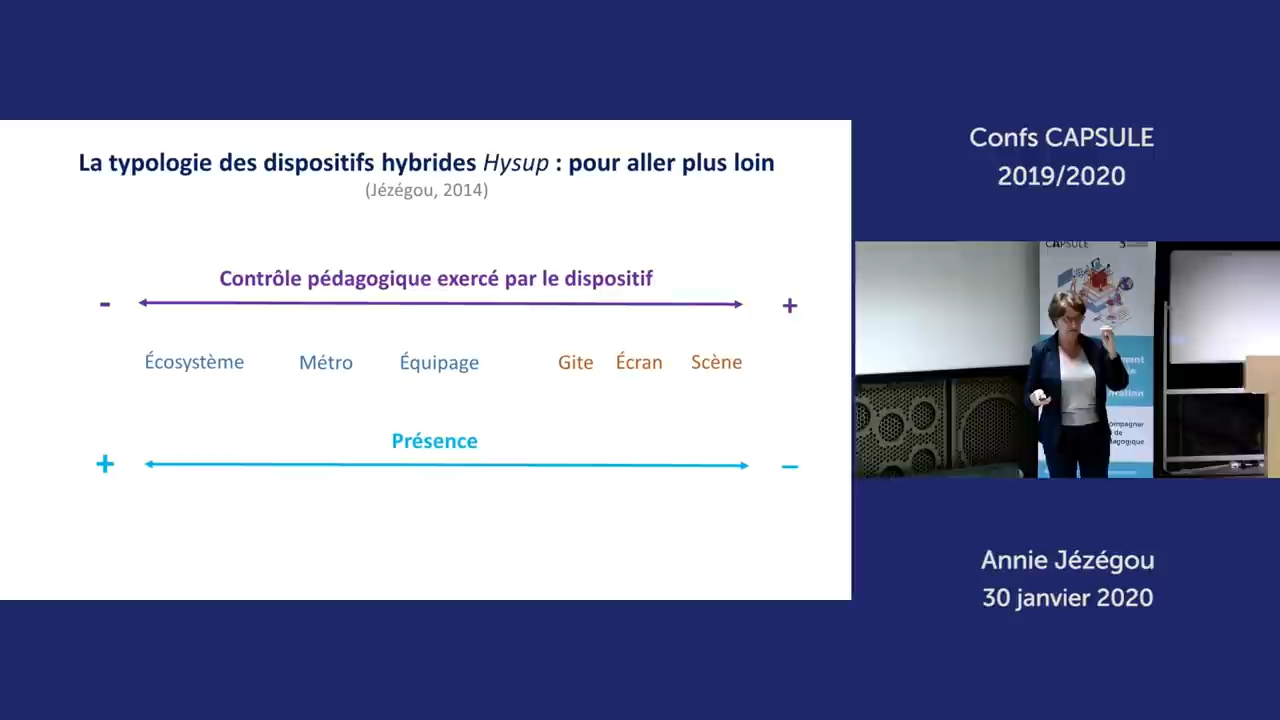 La typologie des dispositifs hybrides Hysup : pour aller plus loin
(Jézégou, 2014)
Contrôle pédagogique exercé par le dispositif
- +
Écosystème Métro Équipage Gite Écran Scène
Présence
+ –
Confs CAPSULE
2019/2020
CAPSULE
Annie Jézégou
30 janvier 2020